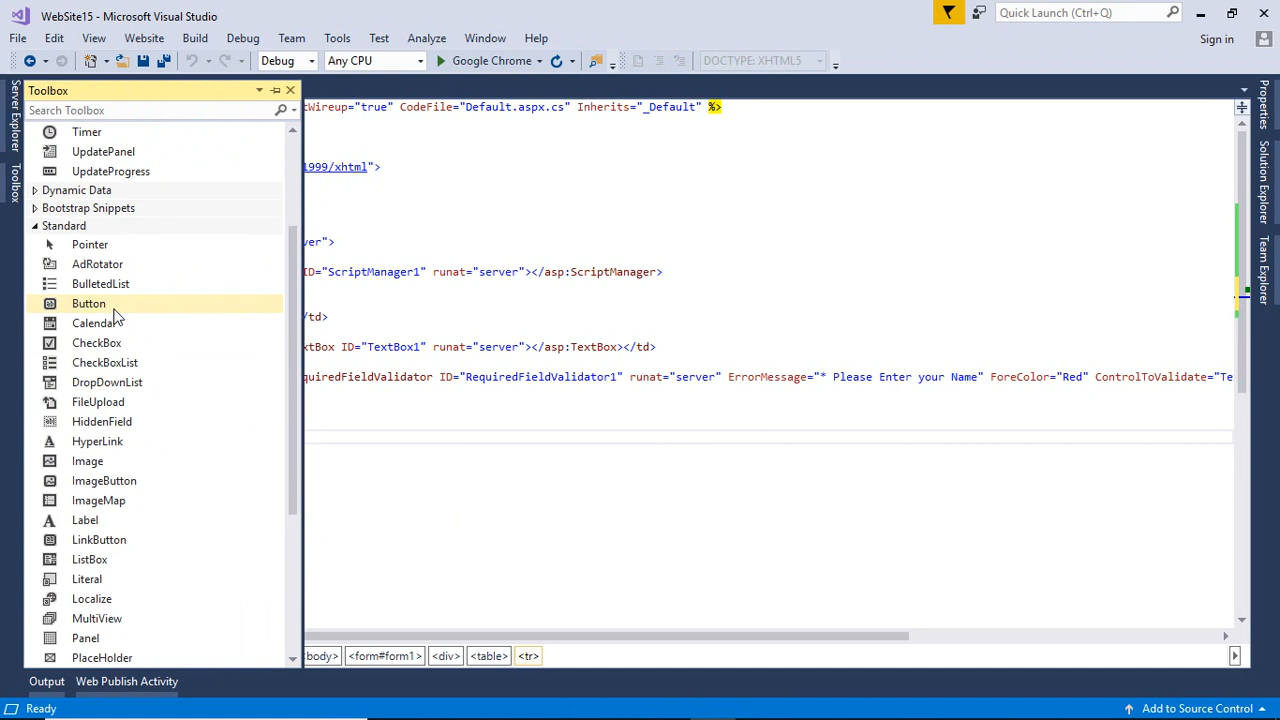 WebSite15 - Microsoft Visual Studio
Quick Launch (Ctrl+Q)
File Edit View Website Build Debug Team Tools Test Analyze Window Help
Sign in
Debug Any CPU Google Chrome DOCTYPE: XHTML5
Server Explorer
Toolbox
Toolbox
Search Toolbox
Timer
UpdatePanel
UpdateProgress
Dynamic Data
Bootstrap Snippets
Standard
Pointer
AdRotator
BulletedList
Button
Calendar
CheckBox
CheckBoxList
DropDownList
FileUpload
HiddenField
HyperLink
Image
ImageButton
ImageMap
Label
LinkButton
ListBox
Literal
Localize
MultiView
Panel
PlaceHolder
tWireup="true" CodeFile="Default.aspx.cs" Inherits="_Default" %>
1999/xhtml">
ver">
ID="ScriptManager1" runat="server"></asp:ScriptManager>
/td>
xtBox ID="TextBox1" runat="server"></asp:TextBox></td>
quiredFieldValidator ID="RequiredFieldValidator1" runat="server" ErrorMessage="* Please Enter your Name" ForeColor="Red" ControlToValidate="Te
<body> <form#form1> <div> <table> <tr>
Properties
Solution Explorer
Team Explorer
Output Web Publish Activity
Ready
Add to Source Control